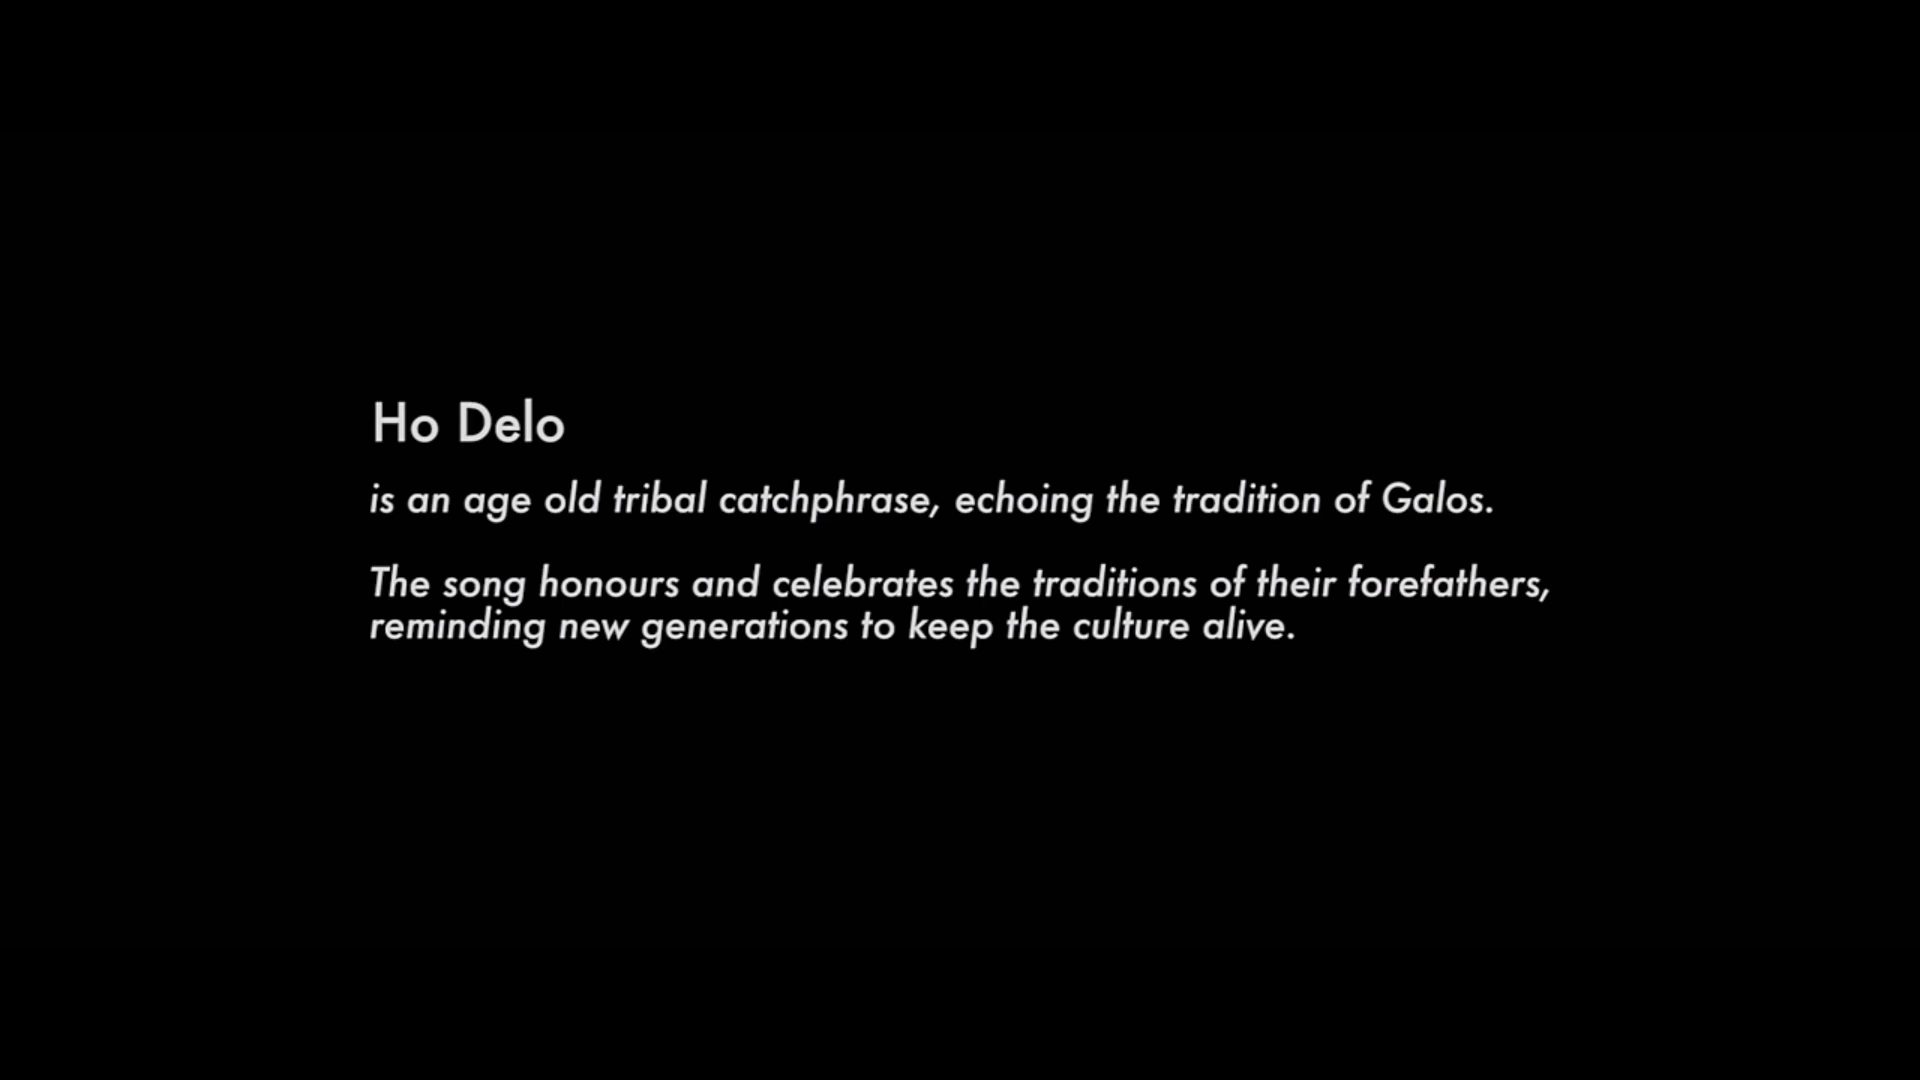 Ho Delo
is an age old tribal catchphrase, echoing the tradition of Galos.
The song honours and celebrates the traditions of their forefathers,
reminding new generations to keep the culture alive.